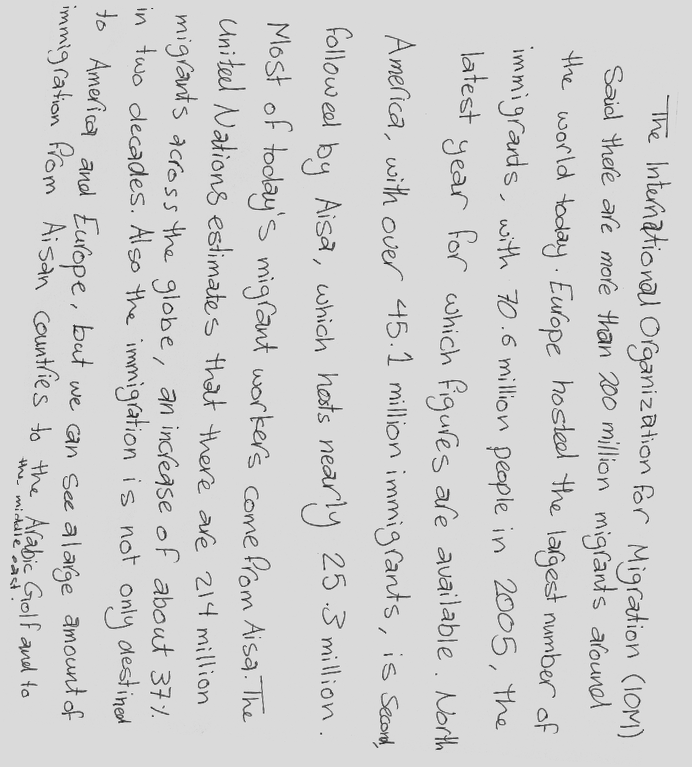 The International Organization for Migration (IOM)
Said there are more than 200 million migrants around
the world today. Europe hosted the largest number of
immigrants, with 70.6 million people in 2005, the
latest year for which figures are available. North
America, with over 45.1 million immigrants, is Second,
followed by Aisa, which hosts nearly 25.3 million.
Most of today's migrant workers come from Aisa. The
United Nations estimates that there are 214 million
migrants across the globe, an increase of about 37%
in two decades. Also the immigration is not only destined
to America and Europe, but we can see a large amount of
immigration from Aisan countries to the Arabic Golf and to
the middle east.